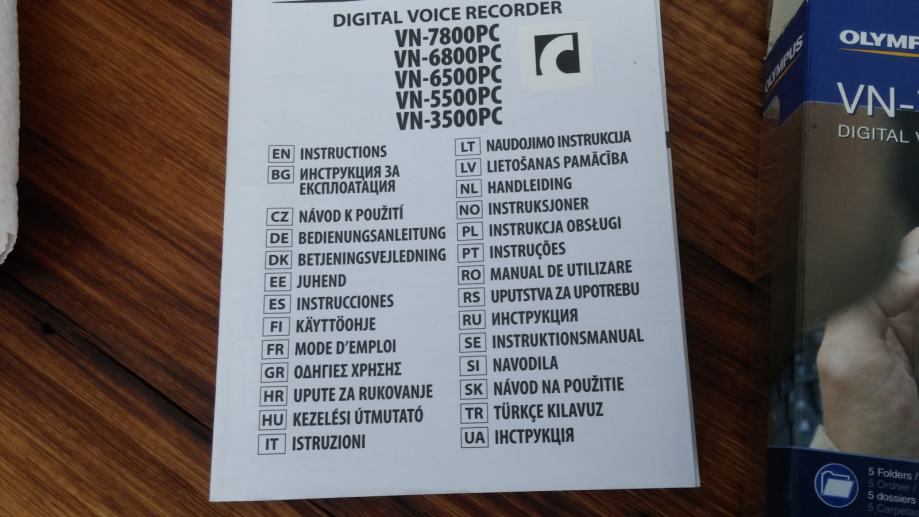 DIGITAL VOICE RECORDER
VN-7800PC
VN-6800PC
VN-6500PC
VN-5500PC
VN-3500PC
EN INSTRUCTIONS
BG ИНСТРУКЦИЯ ЗА
ЕКСПЛОАТАЦИЯ
CZ NÁVOD K POUŽITÍ
DE BEDIENUNGSANLEITUNG
DK BETJENINGSVEJLEDNING
EE JUHEND
ES INSTRUCCIONES
FI KÄYTTÖOHJE
FR MODE D'EMPLOI
GR ΟΔΗΓΙΕΣ ΧΡΗΣΗΣ
HR UPUTE ZA RUKOVANJE
HU KEZELÉSI ÚTMUTATÓ
IT ISTRUZIONI
LT NAUDOJIMO INSTRUKCIJA
LV LIETOŠANAS PAMĀCĪBA
NL HANDLEIDING
NO INSTRUKSJONER
PL INSTRUKCJA OBSŁUGI
PT INSTRUÇÕES
RO MANUAL DE UTILIZARE
RS UPUTSTVA ZA UPOTREBU
RU ИНСТРУКЦИЯ
SE INSTRUKTIONSMANUAL
SI NAVODILA
SK NÁVOD NA POUŽITIE
TR TÜRKÇE KILAVUZ
UA ІНСТРУКЦІЯ
OLYMPUS
OLYMP
VN-
DIGITAL V
5 Folders /
5 Ordner /
5 dossiers
5 Carpetas